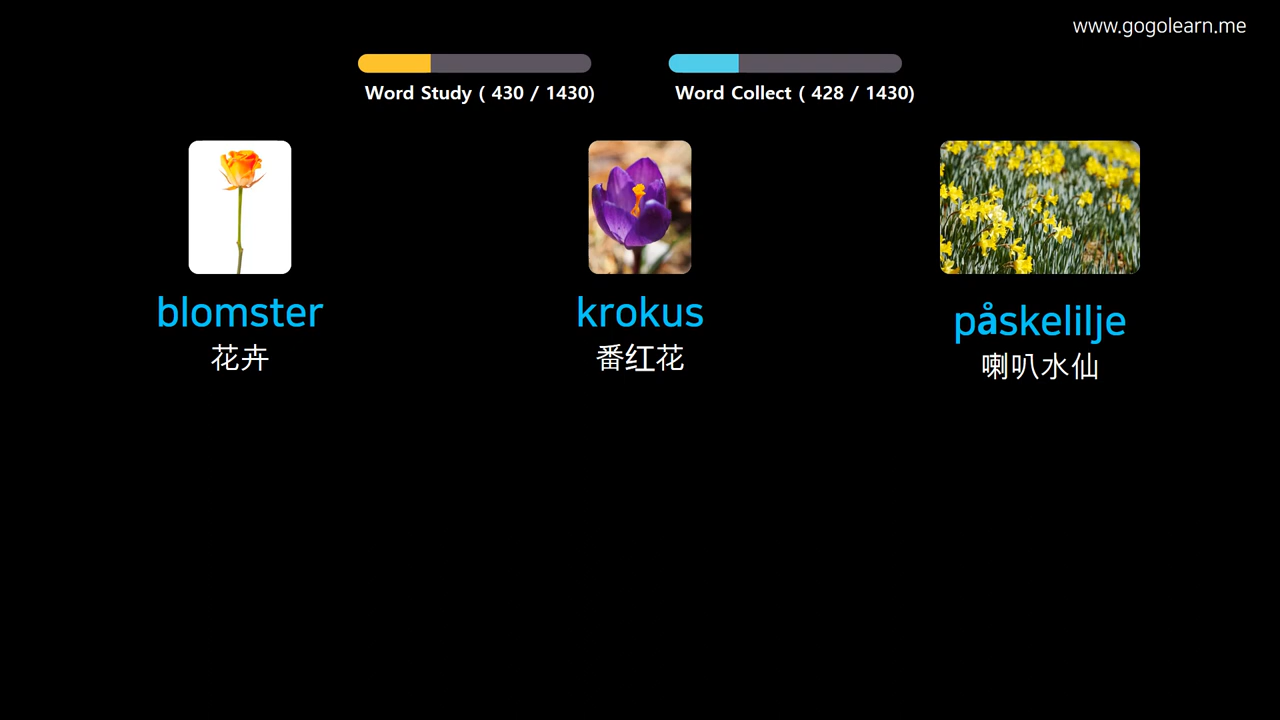 www.gogolearn.me
Word Study ( 430 / 1430)
Word Collect ( 428 / 1430)
blomster
花卉
krokus
番红花
påskelilje
喇叭水仙